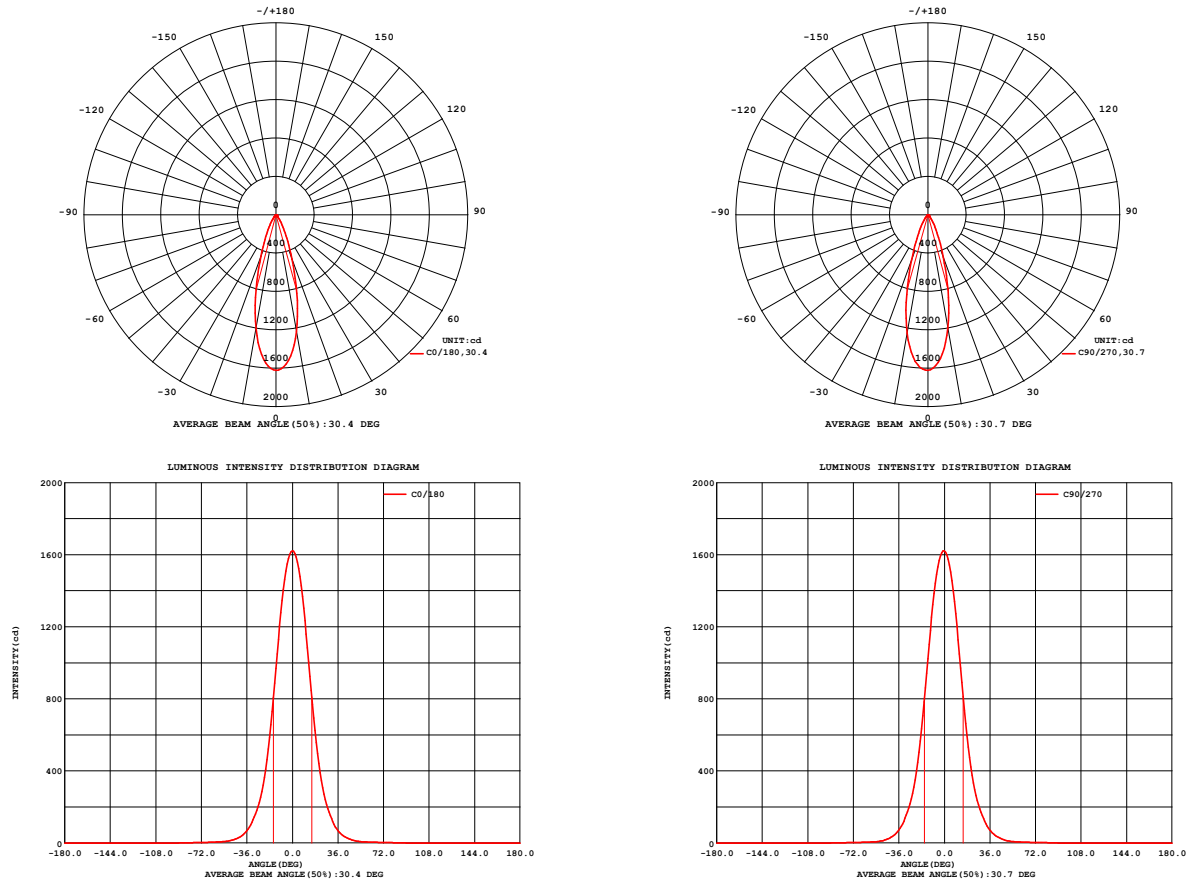 -/+180
-150 150
-120 120
-90 90
-60 60
-30 30
0
400
800
1200
1600
2000
0
UNIT:cd
C0/180,30.4
AVERAGE BEAM ANGLE(50%):30.4 DEG
-/+180
-150 150
-120 120
-90 90
-60 60
-30 30
0
400
800
1200
1600
2000
0
UNIT:cd
C90/270,30.7
AVERAGE BEAM ANGLE(50%):30.7 DEG
LUMINOUS INTENSITY DISTRIBUTION DIAGRAM
C0/180
INTENSITY(cd)
2000
1600
1200
800
400
0
-180.0 -144.0 -108.0 -72.0 -36.0 0.0 36.0 72.0 108.0 144.0 180.0
ANGLE(DEG)
AVERAGE BEAM ANGLE(50%):30.4 DEG
LUMINOUS INTENSITY DISTRIBUTION DIAGRAM
C90/270
INTENSITY(cd)
2000
1600
1200
800
400
0
-180.0 -144.0 -108.0 -72.0 -36.0 0.0 36.0 72.0 108.0 144.0 180.0
ANGLE(DEG)
AVERAGE BEAM ANGLE(50%):30.7 DEG